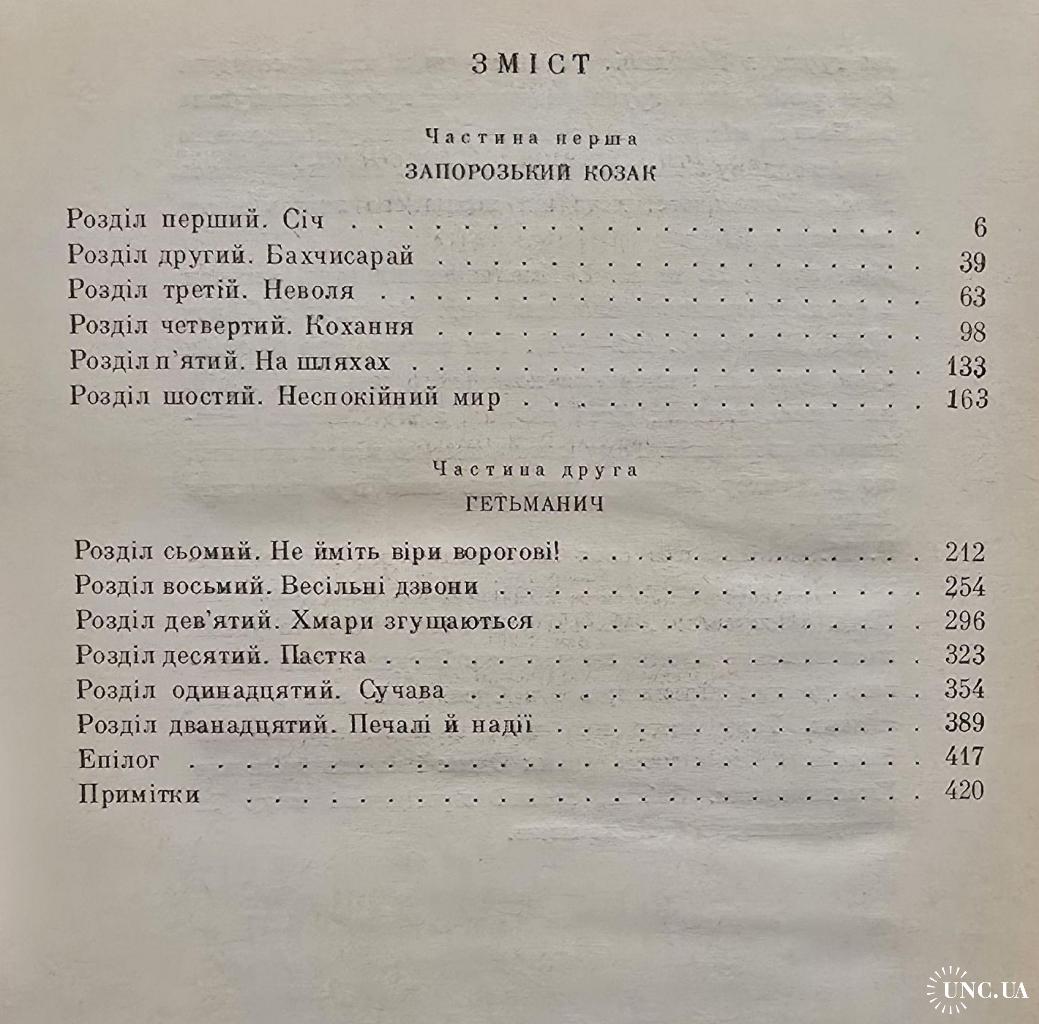 ЗМІСТ
Частина перша
ЗАПОРОЗЬКИЙ КОЗАК
Розділ перший. Січ . . . . . . . . . . . . . . . . . . . . 6
Розділ другий. Бахчисарай . . . . . . . . . . . . . . . . . 39
Розділ третій. Неволя . . . . . . . . . . . . . . . . . . . 63
Розділ четвертий. Кохання . . . . . . . . . . . . . . . . . 98
Розділ п'ятий. На шляхах . . . . . . . . . . . . . . . . . . 133
Розділ шостий. Неспокійний мир . . . . . . . . . . . . . . 163
Частина друга
ГЕТЬМАНИЧ
Розділ сьомий. Не йміть віри ворогові! . . . . . . . . . . . . 212
Розділ восьмий. Весільні дзвони . . . . . . . . . . . . . . . 254
Розділ дев'ятий. Хмари згущаються . . . . . . . . . . . . . 296
Розділ десятий. Пастка . . . . . . . . . . . . . . . . . . . 323
Розділ одинадцятий. Сучава . . . . . . . . . . . . . . . . 354
Розділ дванадцятий. Печалі й надії . . . . . . . . . . . . . 389
Епілог . . . . . . . . . . . . . . . . . . . . . . . . . 417
Примітки . . . . . . . . . . . . . . . . . . . . . . . 420
UNC.UA